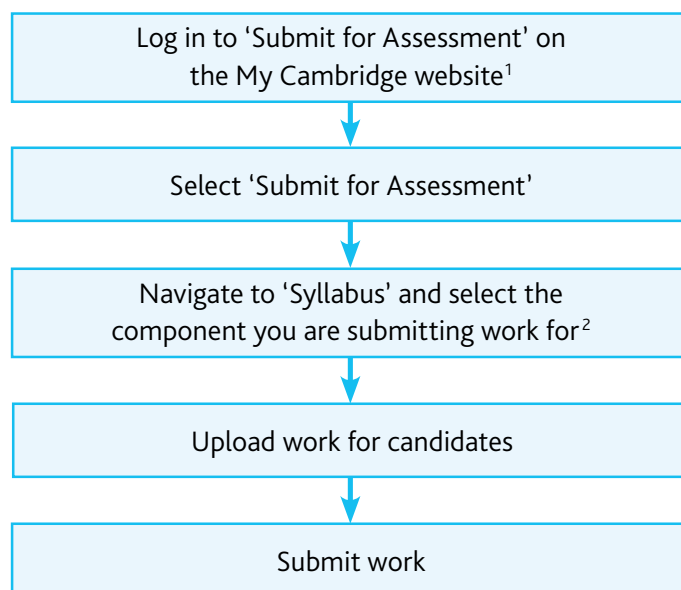 Log in to ‘Submit for Assessment’ on
the My Cambridge website¹
Select ‘Submit for Assessment’
Navigate to ‘Syllabus’ and select the
component you are submitting work for²
Upload work for candidates
Submit work